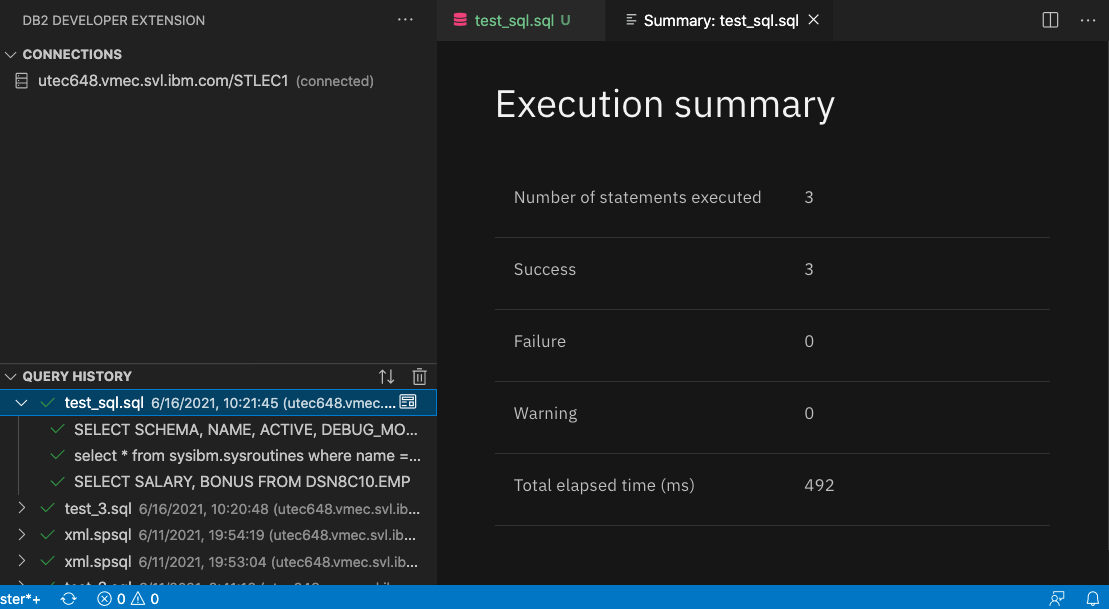 DB2 DEVELOPER EXTENSION
CONNECTIONS
utec648.vmec.svl.ibm.com/STLEC1 (connected)
QUERY HISTORY
test_sql.sql 6/16/2021, 10:21:45 (utec648.vmec....
SELECT SCHEMA, NAME, ACTIVE, DEBUG_MO...
select * from sysibm.sysroutines where name =...
SELECT SALARY, BONUS FROM DSN8C10.EMP
test_3.sql 6/16/2021, 10:20:48 (utec648.vmec.svl.ib...
xml.spsql 6/11/2021, 19:54:19 (utec648.vmec.svl.ib...
xml.spsql 6/11/2021, 19:53:04 (utec648.vmec.svl.ib...
test_sql.sql U
Summary: test_sql.sql
Execution summary
Number of statements executed 3
Success 3
Failure 0
Warning 0
Total elapsed time (ms) 492
ster*+ 0 0